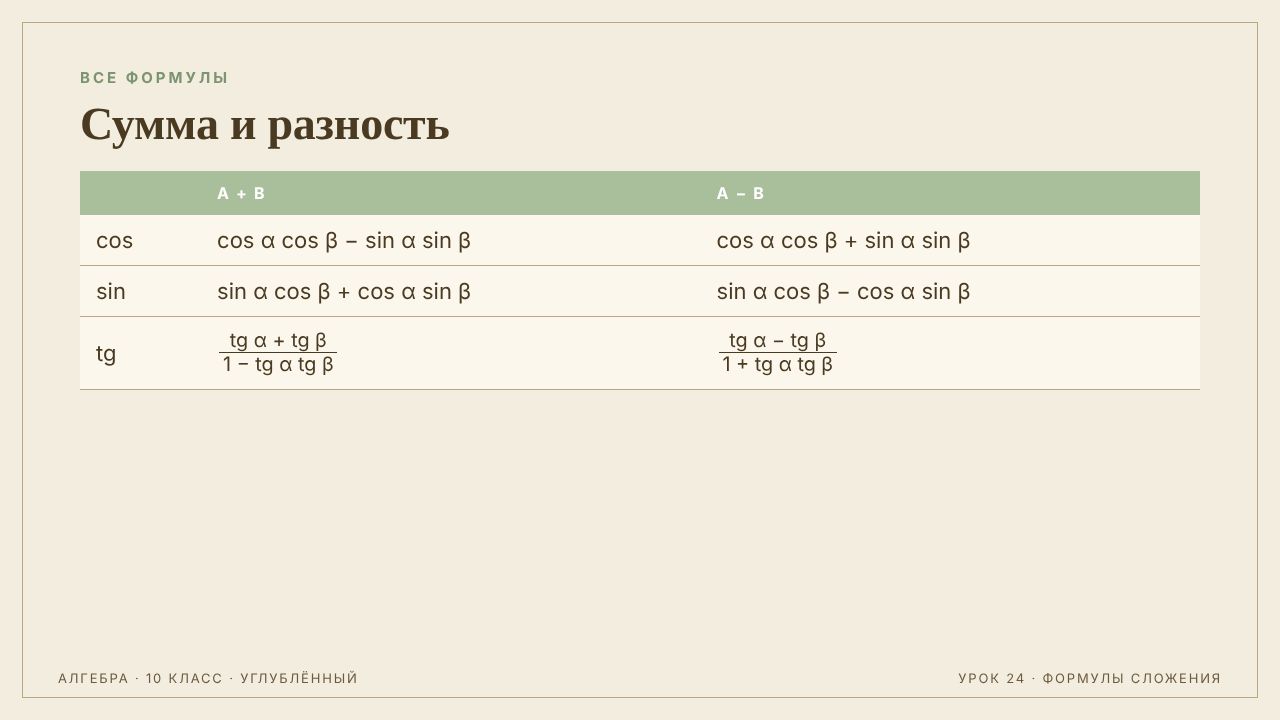 ВСЕ ФОРМУЛЫ
Сумма и разность
Α + Β Α − Β
cos cos α cos β − sin α sin β cos α cos β + sin α sin β
sin sin α cos β + cos α sin β sin α cos β − cos α sin β
tg tg α + tg β / 1 − tg α tg β tg α − tg β / 1 + tg α tg β
АЛГЕБРА · 10 КЛАСС · УГЛУБЛЁННЫЙ УРОК 24 · ФОРМУЛЫ СЛОЖЕНИЯ